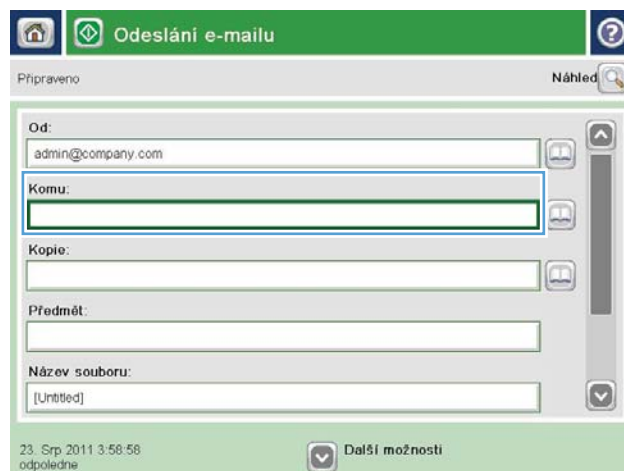 Odeslání e-mailu
Připraveno
Náhled
Od:
admin@company.com
Komu:
Kopie:
Předmět:
Název souboru:
[Untitled]
23. Srp 2011 3:58:58
odpoledne
Další možnosti